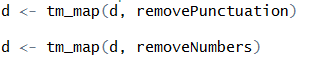 d <- tm_map(d, removePunctuation)
d <- tm_map(d, removeNumbers)